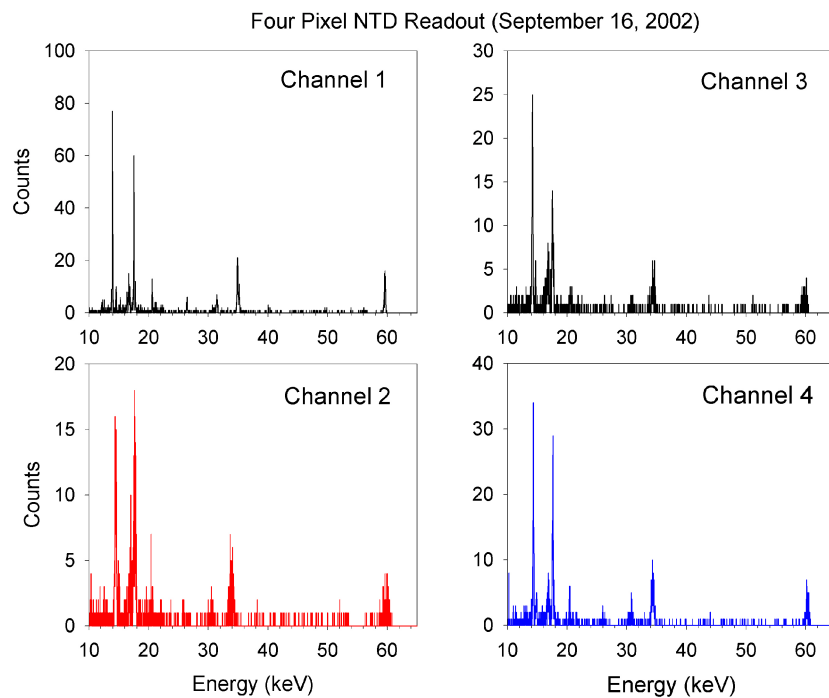 Four Pixel NTD Readout (September 16, 2002)
Channel 1
Counts
100
80
60
40
20
0
10 20 30 40 50 60
Channel 3
30
25
20
15
10
5
0
10 20 30 40 50 60
Channel 2
Counts
20
15
10
5
0
10 20 30 40 50 60
Energy (keV)
Channel 4
40
30
20
10
0
10 20 30 40 50 60
Energy (keV)